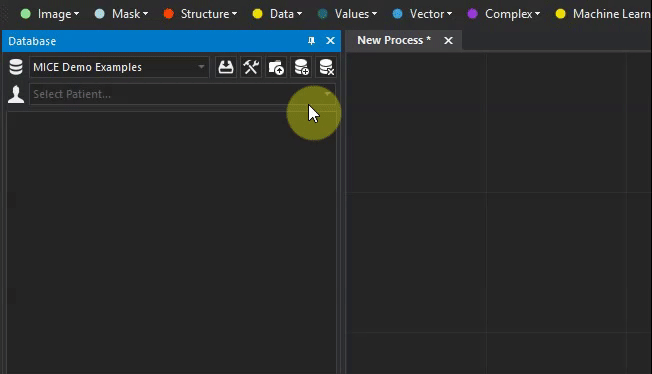 Image Mask Structure Data Values Vector Complex Machine Learn
Database
New Process *
MICE Demo Examples
Select Patient...